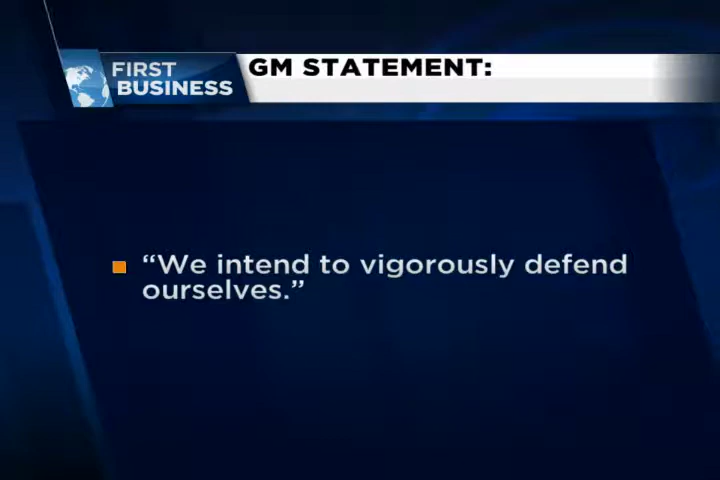 FIRST
BUSINESS
GM STATEMENT:
“We intend to vigorously defend
ourselves.”